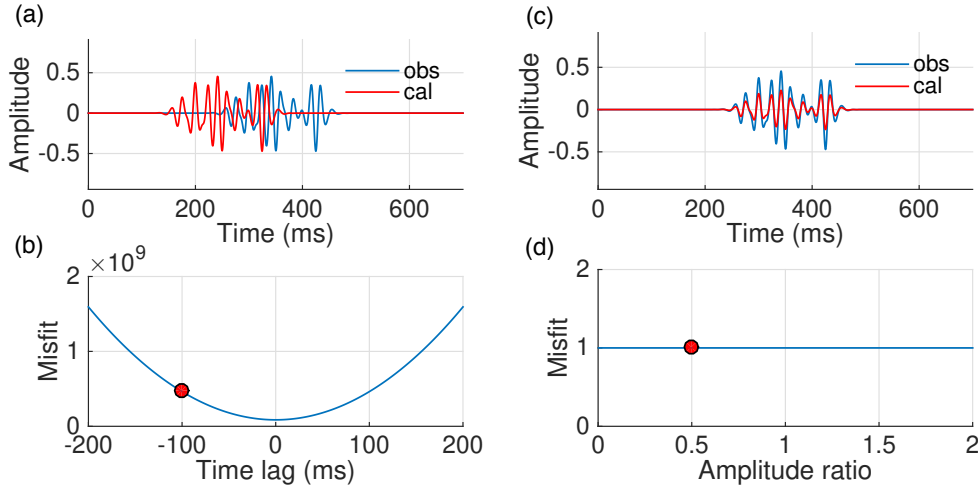 (a)
Amplitude
0.5
0
-0.5
obs
cal
0
200
400
600
Time (ms)
(c)
Amplitude
0.5
0
-0.5
obs
cal
0
200
400
600
Time (ms)
(b)
×10⁹
Misfit
2
1
0
-200
-100
0
100
200
Time lag (ms)
(d)
Misfit
2
1
0
0
0.5
1
1.5
2
Amplitude ratio